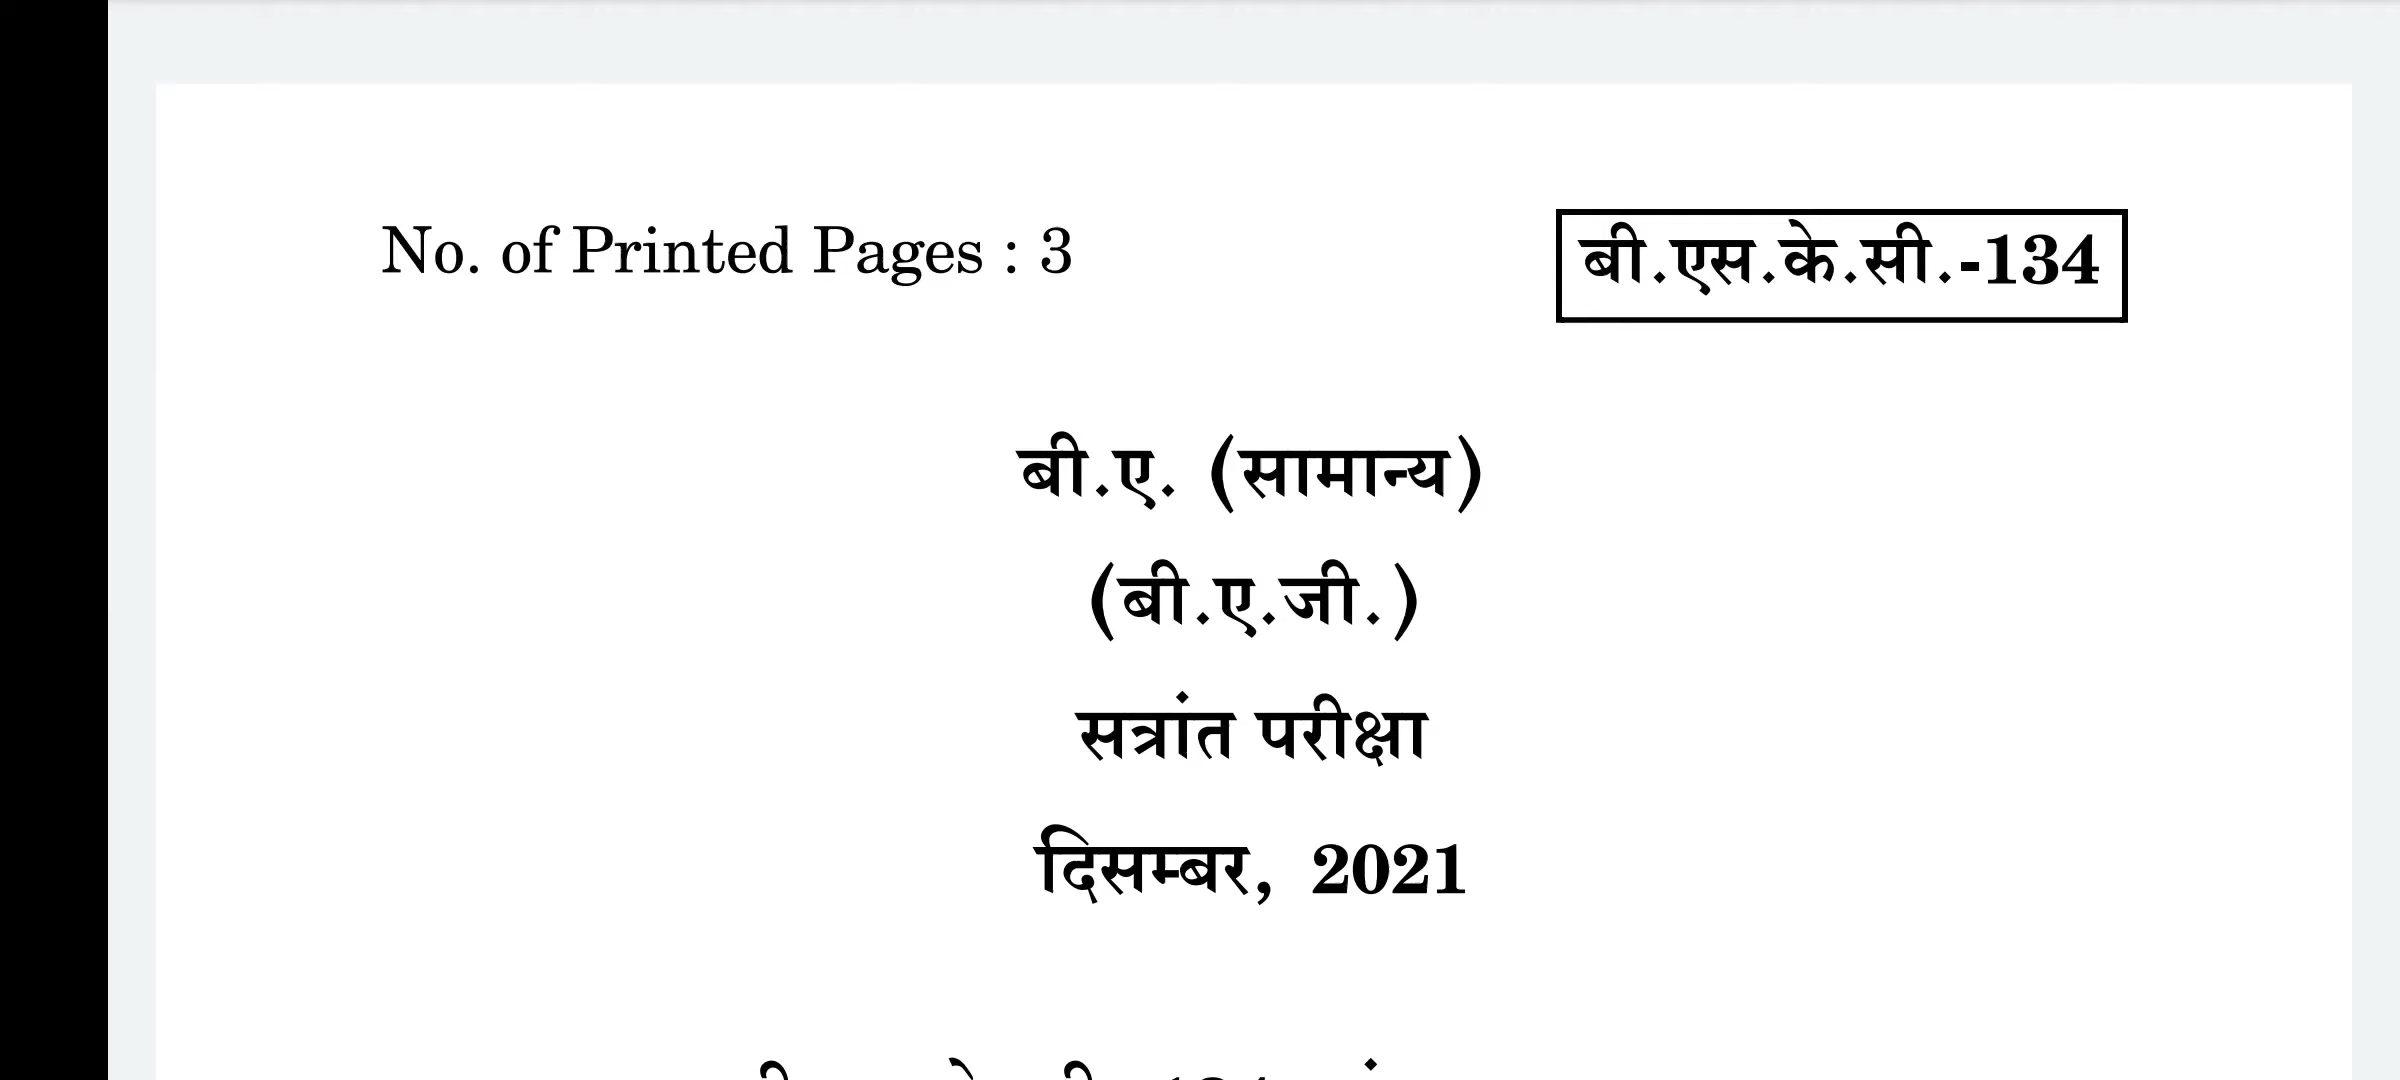 No. of Printed Pages : 3
बी.एस.के.सी.-134
बी.ए. (सामान्य)
(बी.ए.जी.)
सत्रांत परीक्षा
दिसम्बर, 2021